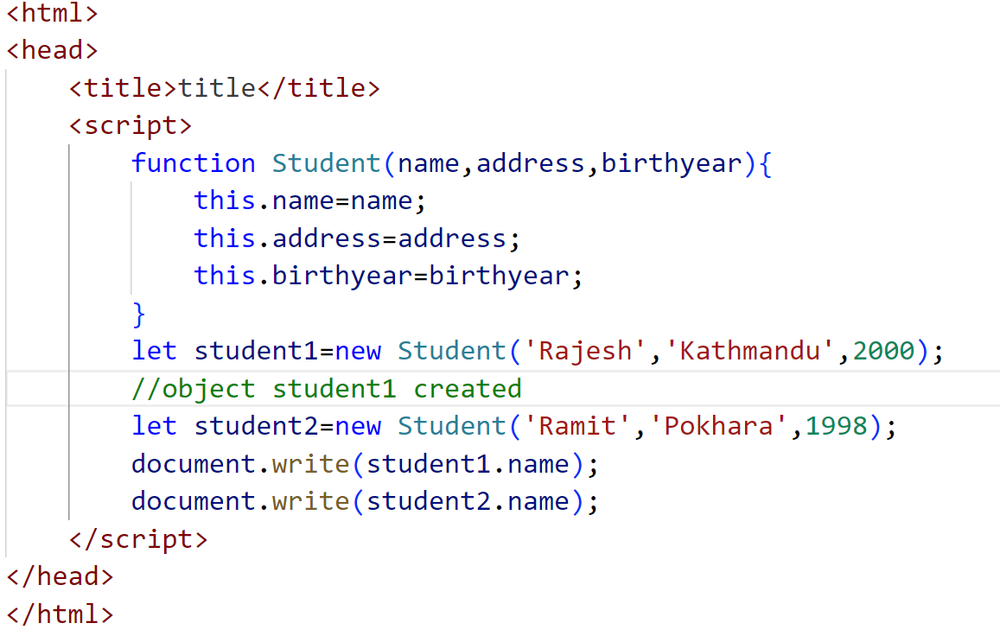 <html>
<head>
    <title>title</title>
    <script>
        function Student(name,address,birthyear){
            this.name=name;
            this.address=address;
            this.birthyear=birthyear;
        }
        let student1=new Student('Rajesh','Kathmandu',2000);
        //object student1 created
        let student2=new Student('Ramit','Pokhara',1998);
        document.write(student1.name);
        document.write(student2.name);
    </script>
</head>
</html>